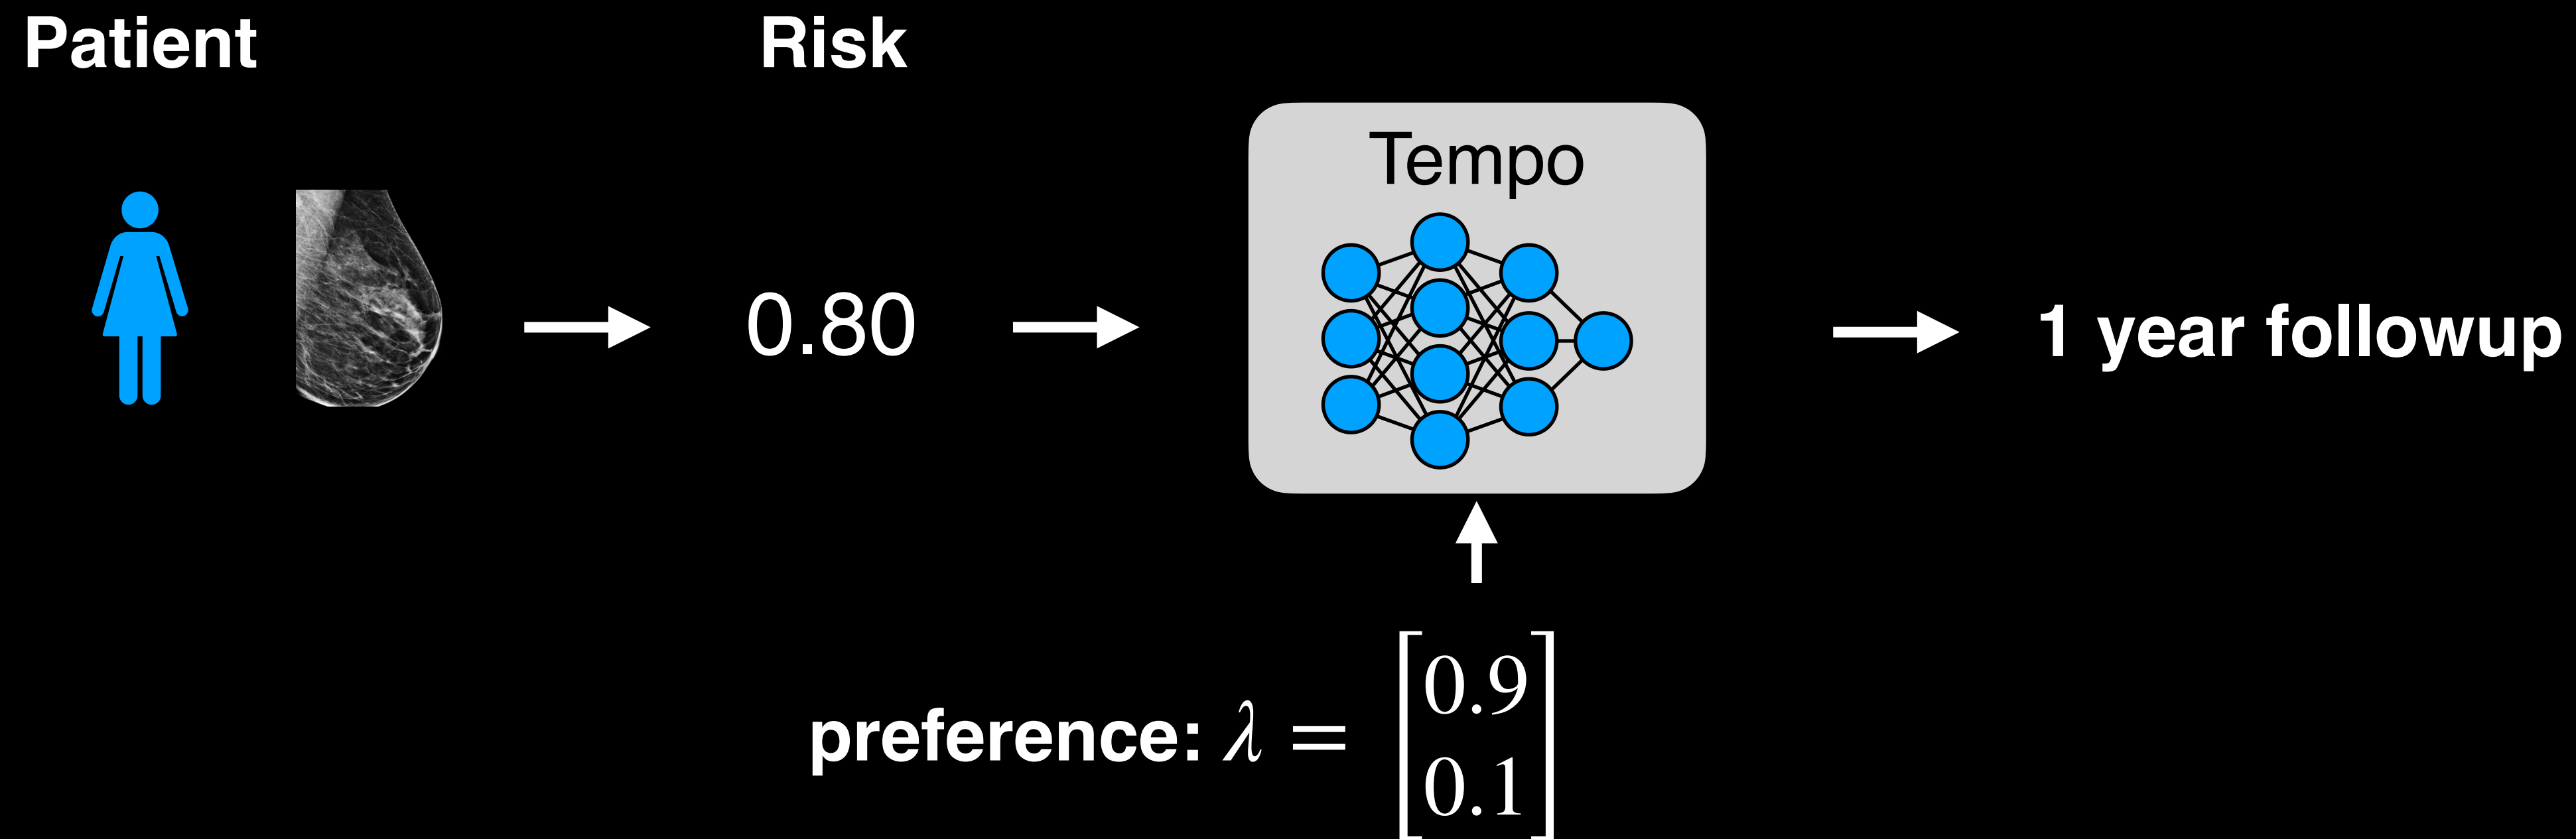 Patient
Risk
Tempo
0.80
1 year followup
preference: λ = [0.9
0.1]